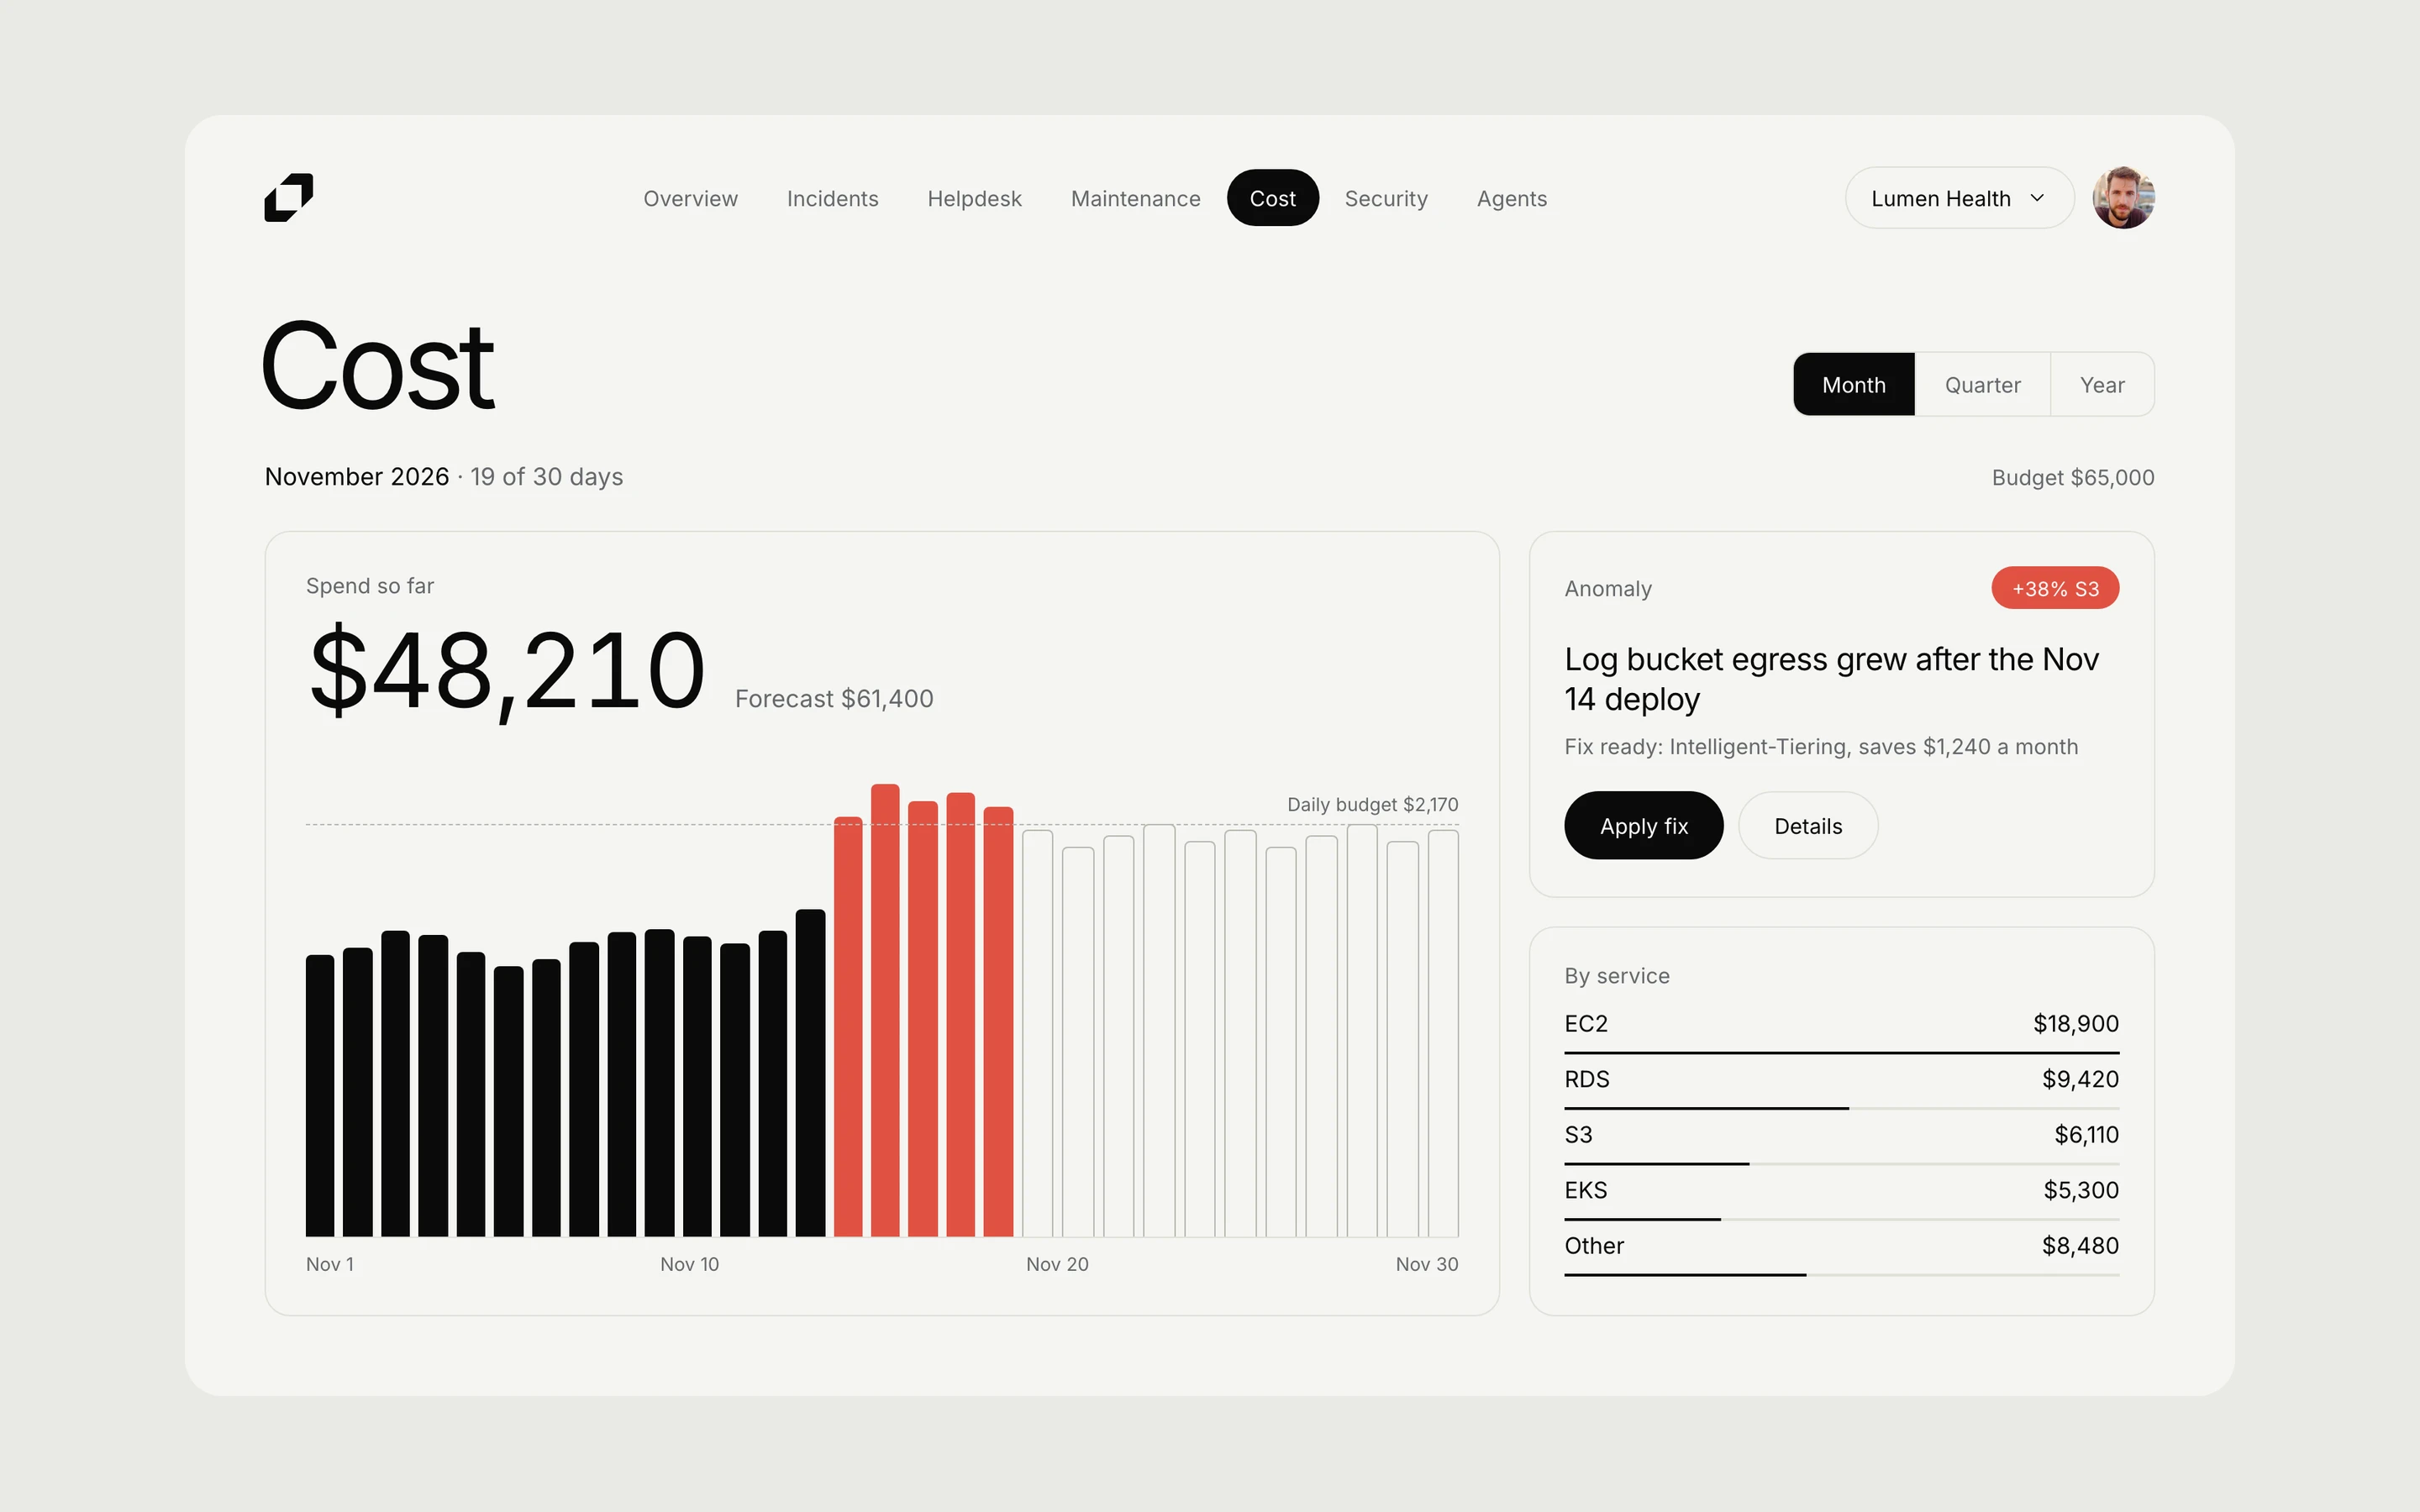 Overview Incidents Helpdesk Maintenance Cost Security Agents Lumen Health
Cost
Month Quarter Year
November 2026 · 19 of 30 days
Budget $65,000
Spend so far
$48,210 Forecast $61,400
Daily budget $2,170
Nov 1 Nov 10 Nov 20 Nov 30
Anomaly +38% S3
Log bucket egress grew after the Nov
14 deploy
Fix ready: Intelligent-Tiering, saves $1,240 a month
Apply fix Details
By service
EC2 $18,900
RDS $9,420
S3 $6,110
EKS $5,300
Other $8,480